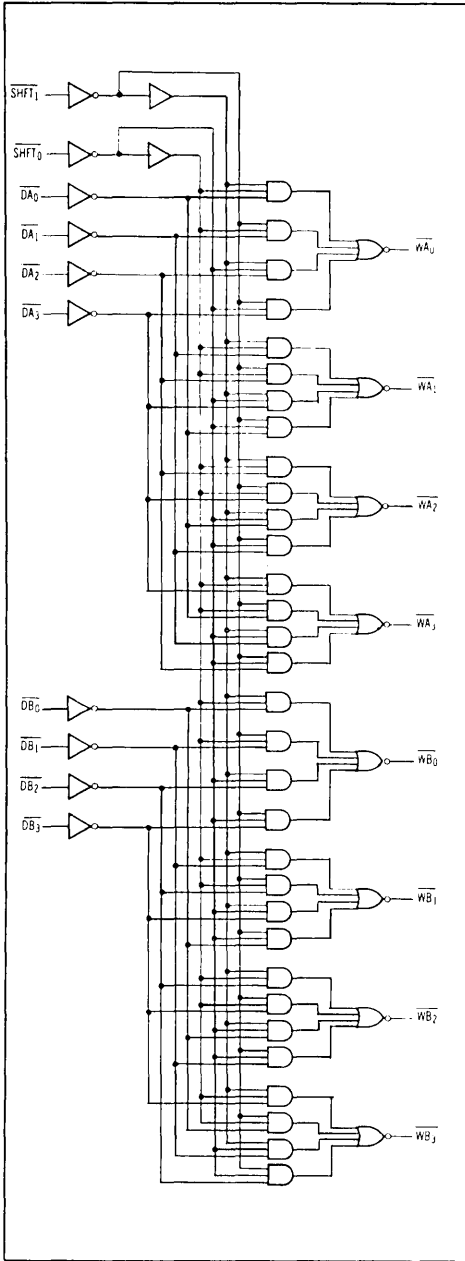 SHFT₁
SHFT₀
DA₀
DA₁
DA₂
DA₃
WA₀
WA₁
WA₂
WA₃
DB₀
DB₁
DB₂
DB₃
WB₀
WB₁
WB₂
WB₃